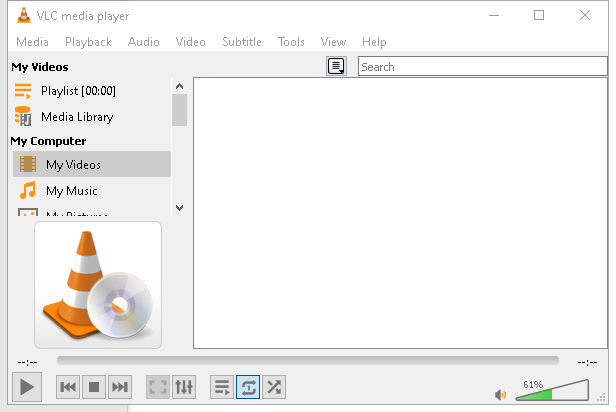 VLC media player
Media Playback Audio Video Subtitle Tools View Help
My Videos
Search
Playlist [00:00]
Media Library
My Computer
My Videos
My Music
My Pictures
--:-- --:--
61%